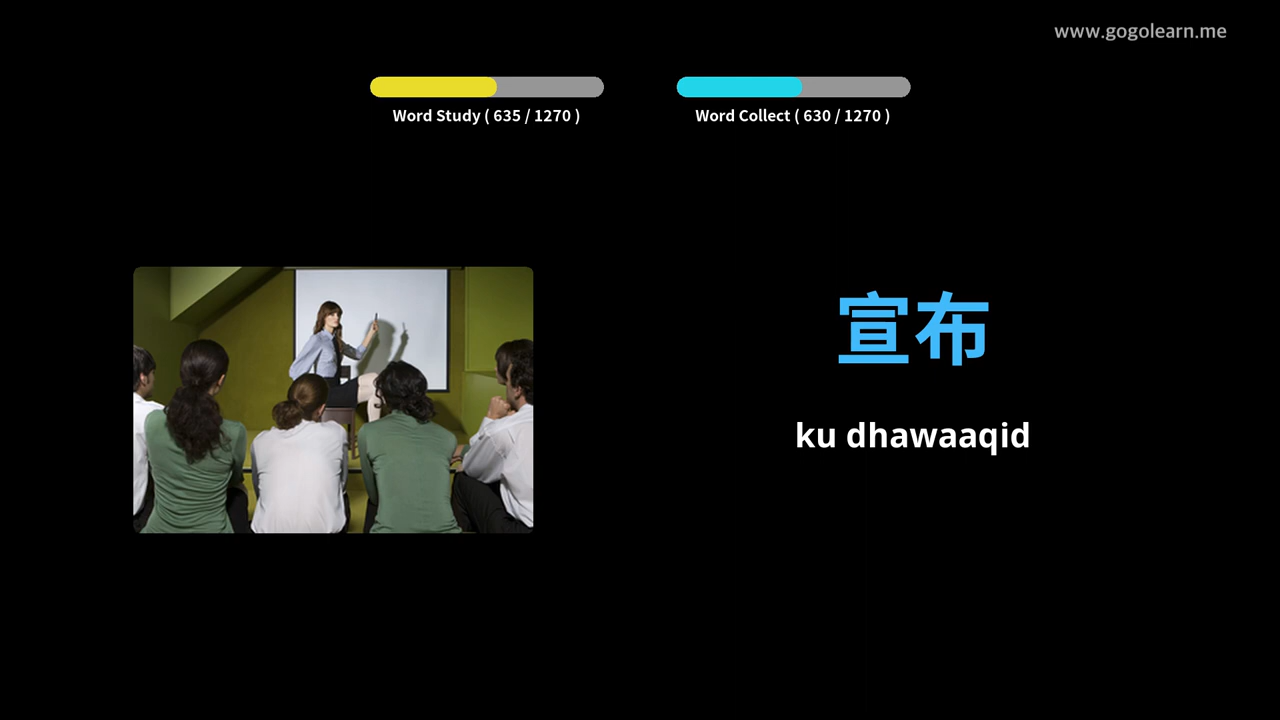 www.gogolearn.me
Word Study ( 635 / 1270 )
Word Collect ( 630 / 1270 )
宣布
ku dhawaaqid